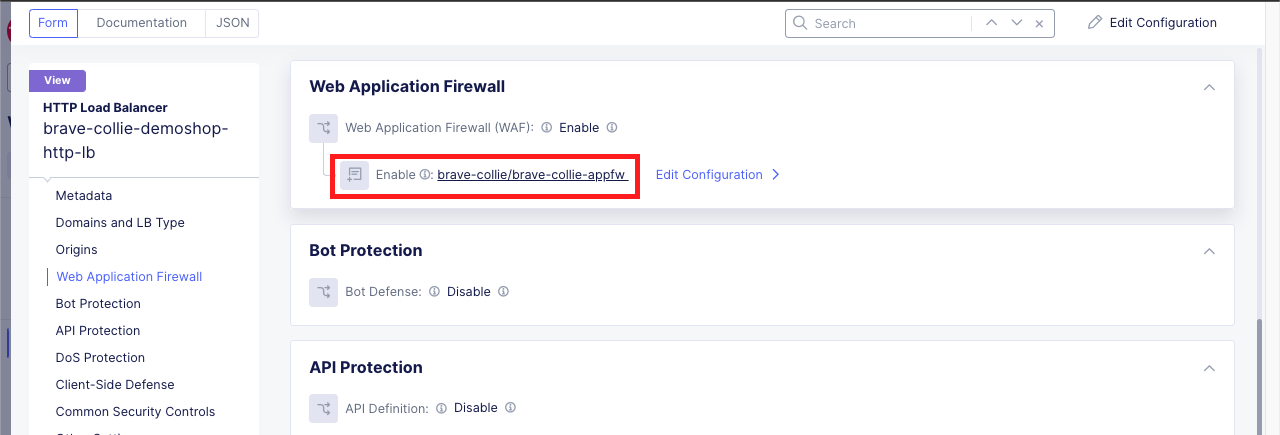 Form
Documentation
JSON
Search
Edit Configuration
View
HTTP Load Balancer
brave-collie-demoshop-
http-lb
Metadata
Domains and LB Type
Origins
Web Application Firewall
Bot Protection
API Protection
DoS Protection
Client-Side Defense
Common Security Controls
Web Application Firewall
Web Application Firewall (WAF): Enable
Enable : brave-collie/brave-collie-appfw Edit Configuration
Bot Protection
Bot Defense: Disable
API Protection
API Definition: Disable